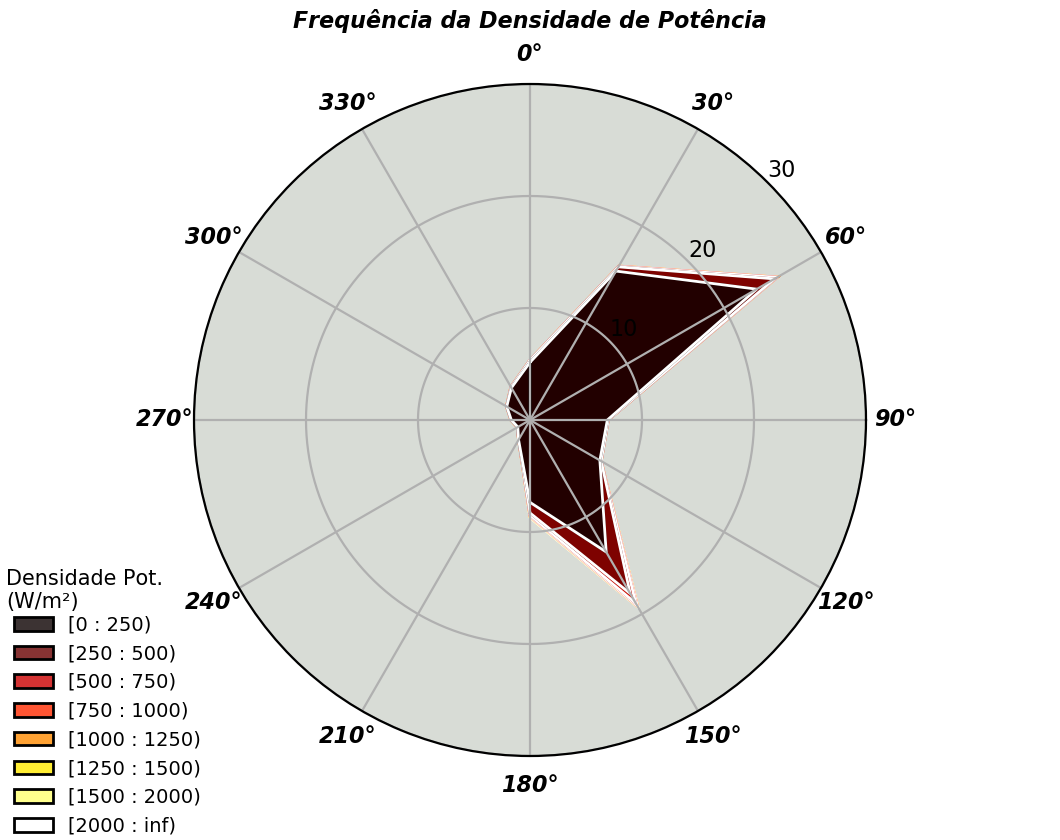 Frequência da Densidade de Potência
0°
330°
30°
30
300°
60°
20
10
270°
90°
240°
120°
210°
150°
180°
Densidade Pot.
(W/m²)
[0 : 250)
[250 : 500)
[500 : 750)
[750 : 1000)
[1000 : 1250)
[1250 : 1500)
[1500 : 2000)
[2000 : inf)